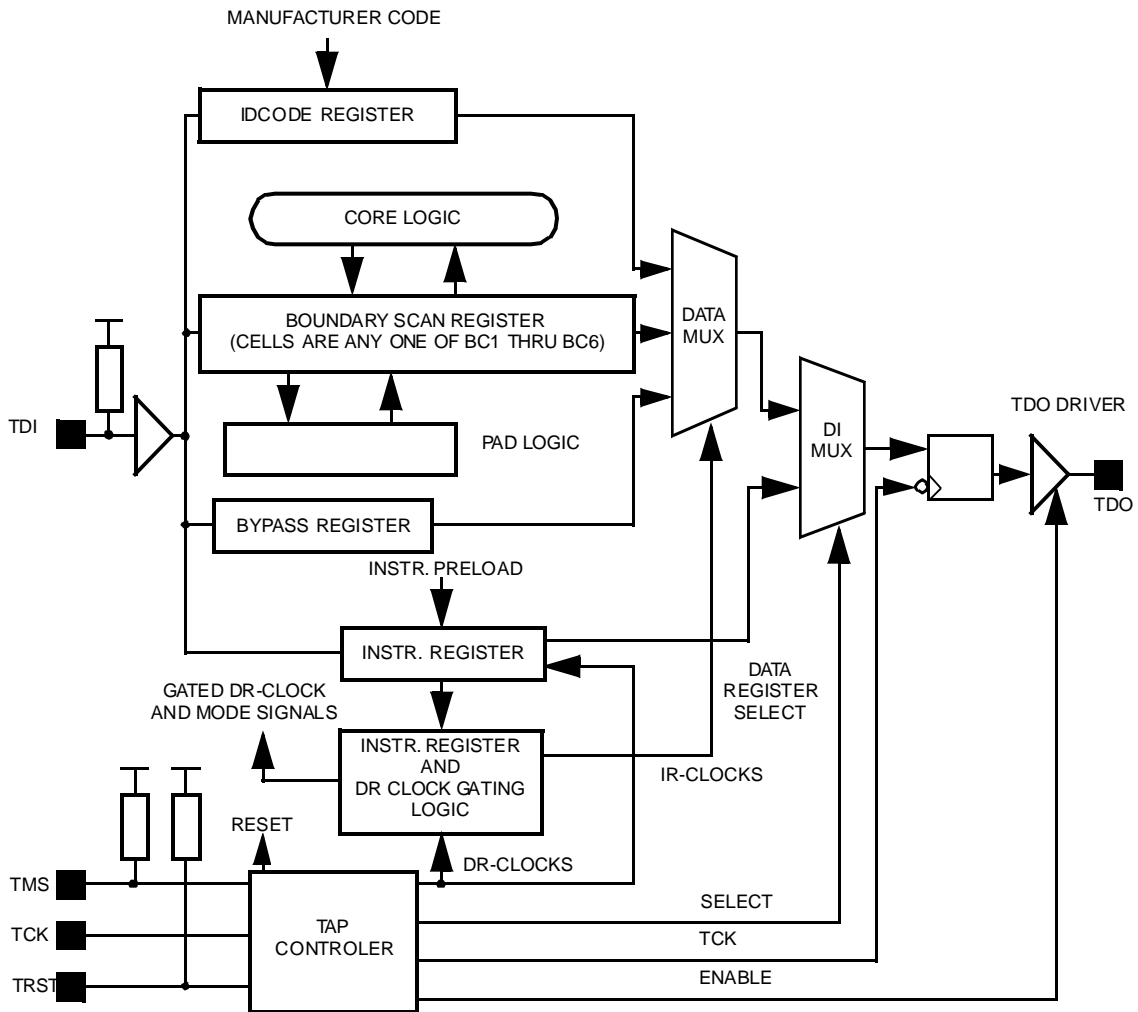 MANUFACTURER CODE
IDCODE REGISTER
CORE LOGIC
BOUNDARY SCAN REGISTER
(CELLS ARE ANY ONE OF BC1 THRU BC6)
DATA
MUX
TDI
PAD LOGIC
DI
MUX
TDO DRIVER
TDO
BYPASS REGISTER
INSTR. PRELOAD
INSTR. REGISTER
DATA
REGISTER
SELECT
GATED DR-CLOCK
AND MODE SIGNALS
INSTR. REGISTER
AND
DR CLOCK GATING
LOGIC
IR-CLOCKS
RESET
DR-CLOCKS
TMS
TCK
TRST
TAP
CONTROLER
SELECT
TCK
ENABLE